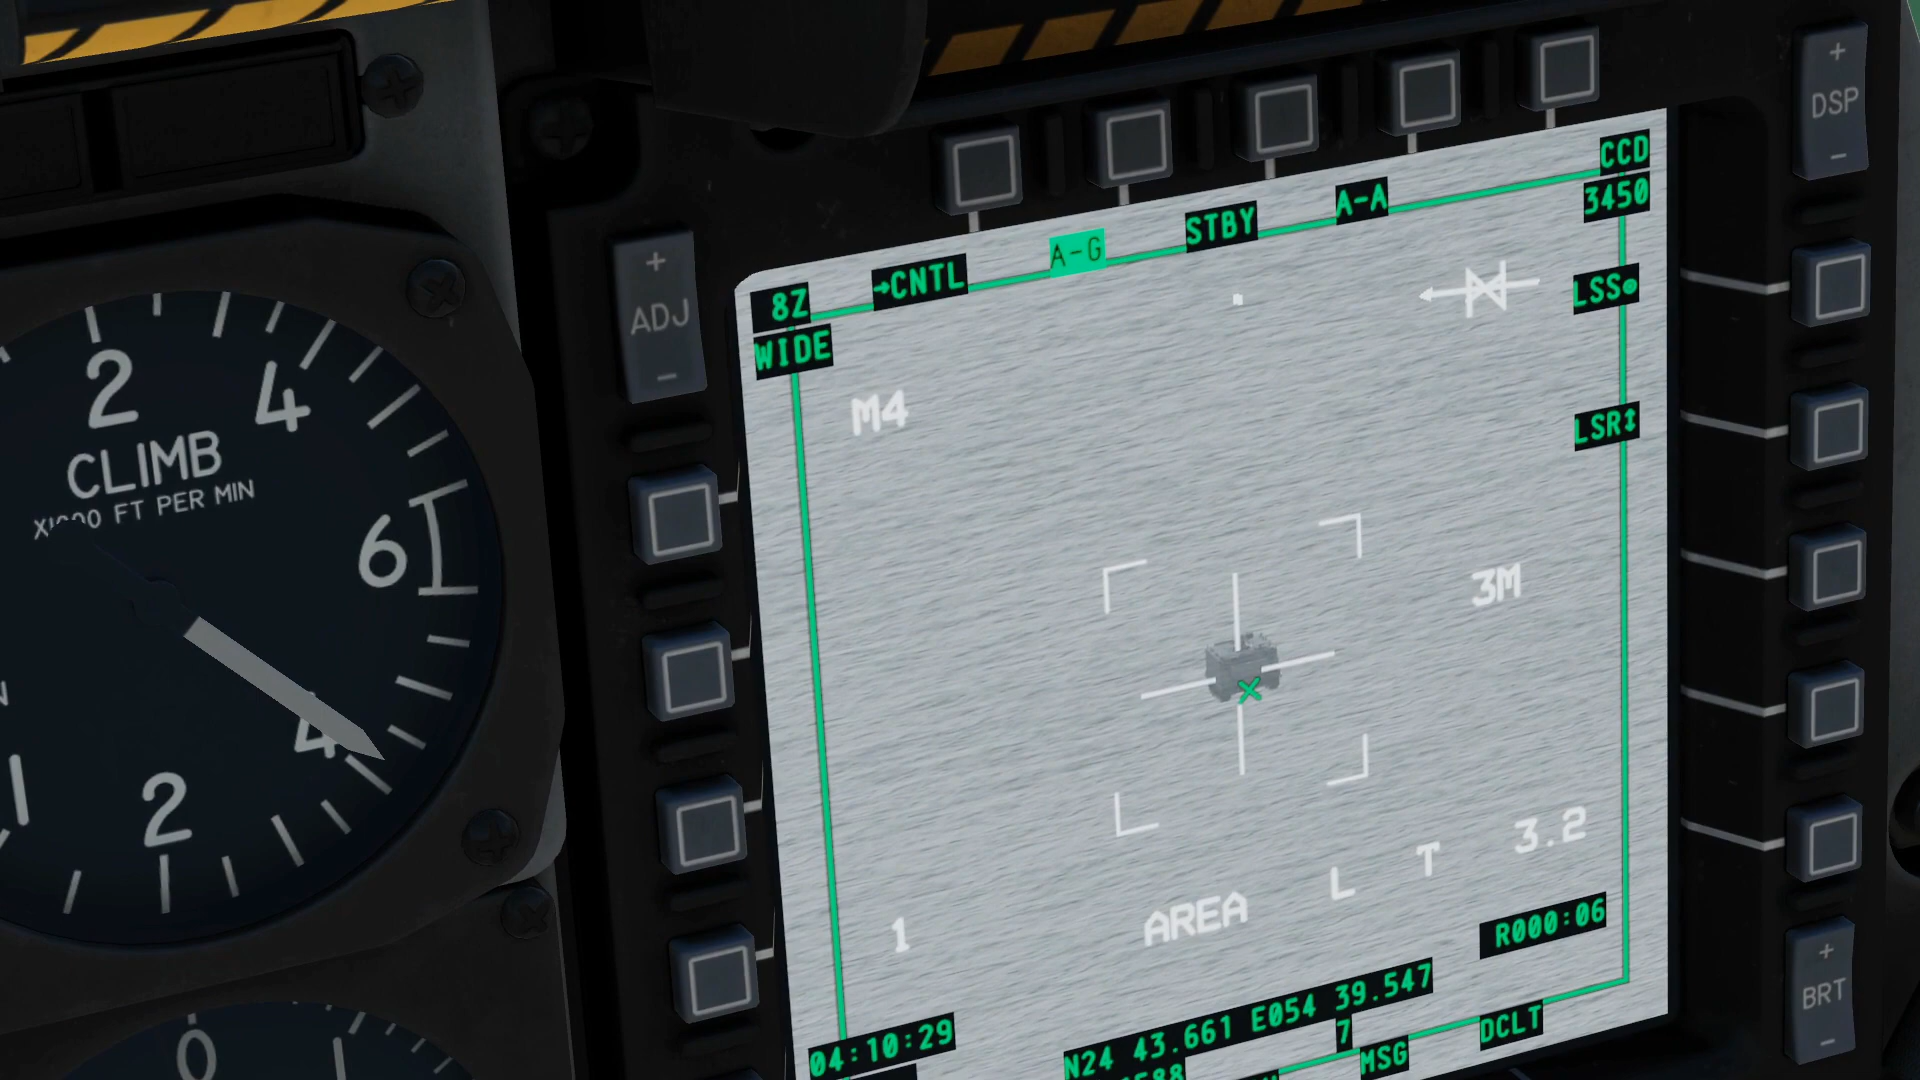 2
4
CLIMB
X1000 FT PER MIN
6
4
2
0
+
ADJ
-
+
DSP
-
+
BRT
-
CCD
3450
A-A
STBY
A-G
→CNTL
8Z
WIDE
LSS
LSR↕
M4
3M
3.2
L T
AREA
1
R000:06
N24 43.661 E054 39.547
7
04:10:29
DCLT
MSG